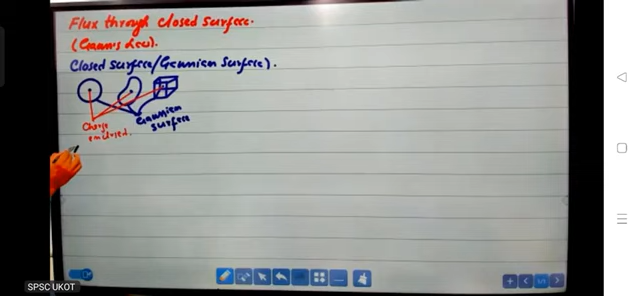 Flux through closed surface.
(Gauss's Law).
Closed surface/Gaussian surface).
Charge
enclosed.
Gaussian
surface
SPSC UKOT